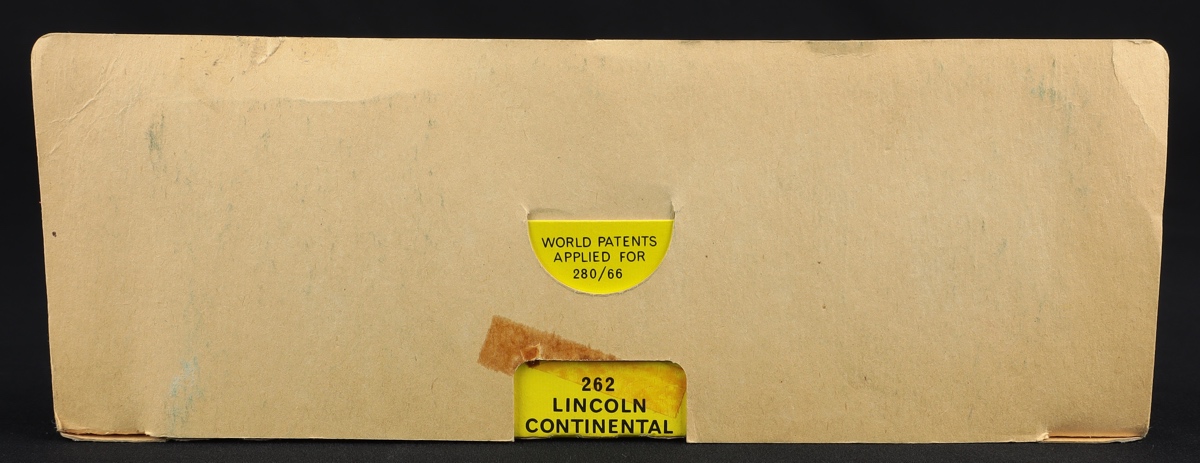 WORLD PATENTS
APPLIED FOR
280/66
262
LINCOLN
CONTINENTAL